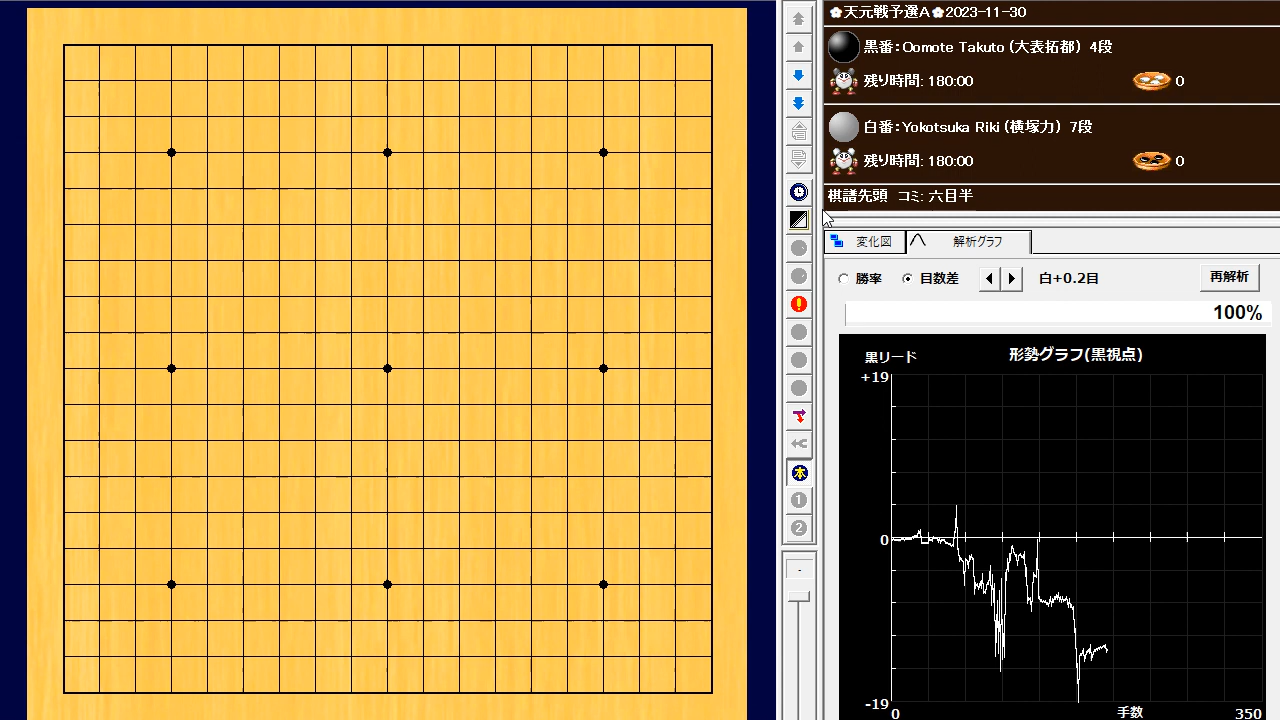 ✿天元戦予選A✿2023-11-30
黒番:Oomote Takuto (大表拓都) 4段
残り時間: 180:00 0
白番:Yokotsuka Riki (横塚力) 7段
残り時間: 180:00 0
棋譜先頭 コミ: 六目半
変化図 解析グラフ
勝率 目数差 白+0.2目 再解析
100%
形勢グラフ(黒視点)
黒リード
+19
0
-19
0 手数 350
本
1
2
-